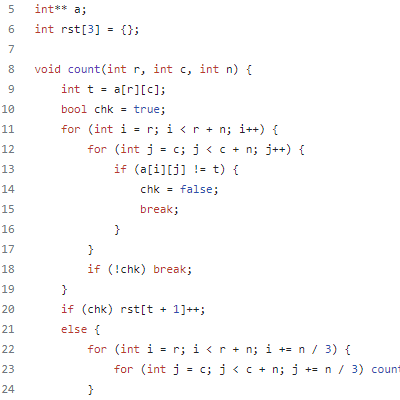 5 int** a;
6 int rst[3] = {};
7
8 void count(int r, int c, int n) {
9     int t = a[r][c];
10     bool chk = true;
11     for (int i = r; i < r + n; i++) {
12         for (int j = c; j < c + n; j++) {
13             if (a[i][j] != t) {
14                 chk = false;
15                 break;
16             }
17         }
18         if (!chk) break;
19     }
20     if (chk) rst[t + 1]++;
21     else {
22         for (int i = r; i < r + n; i += n / 3) {
23             for (int j = c; j < c + n; j += n / 3) coun
24         }